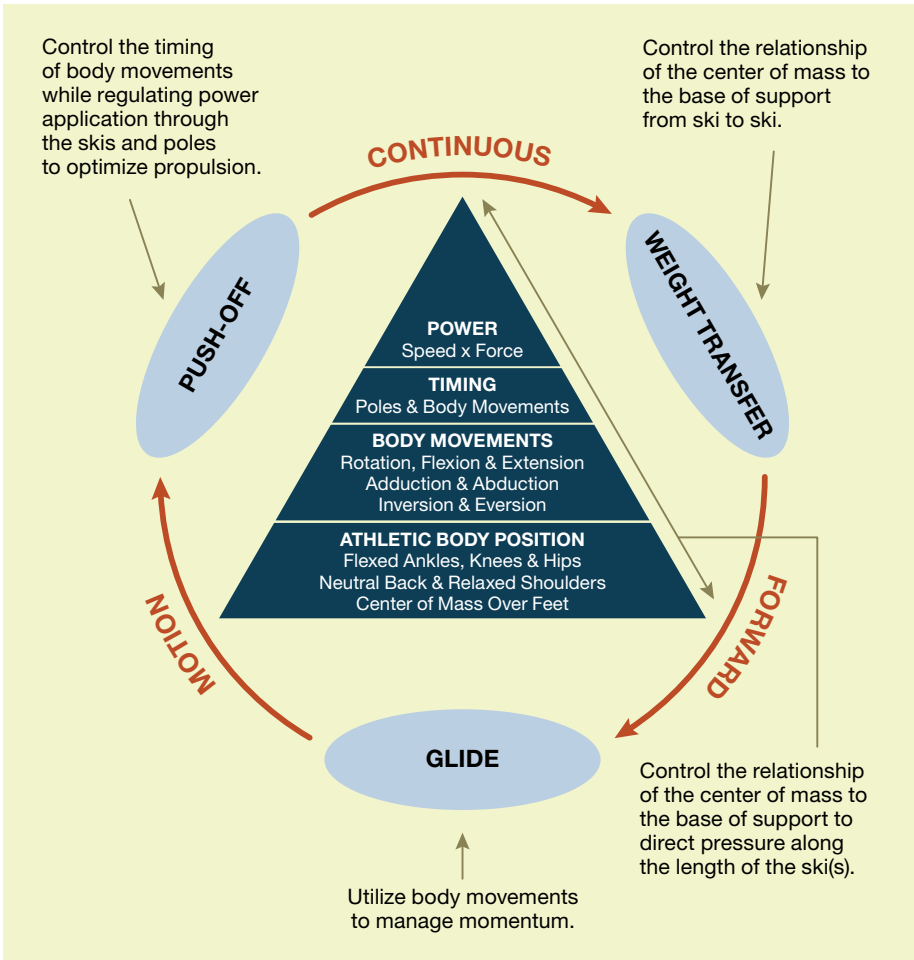 Control the timing
of body movements
while regulating power
application through
the skis and poles
to optimize propulsion.
Control the relationship
of the center of mass to
the base of support
from ski to ski.
CONTINUOUS
PUSH-OFF
WEIGHT TRANSFER
POWER
Speed x Force
TIMING
Poles & Body Movements
BODY MOVEMENTS
Rotation, Flexion & Extension
Adduction & Abduction
Inversion & Eversion
ATHLETIC BODY POSITION
Flexed Ankles, Knees & Hips
Neutral Back & Relaxed Shoulders
Center of Mass Over Feet
MOTION
FORWARD
GLIDE
Control the relationship
of the center of mass to
the base of support to
direct pressure along
the length of the ski(s).
Utilize body movements
to manage momentum.